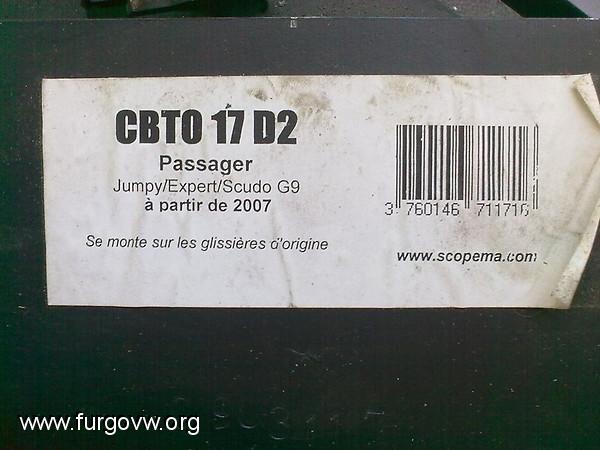 CBTO 17 D2
Passager
Jumpy/Expert/Scudo G9
à partir de 2007
Se monte sur les glissières d'origine
3 760146 711716
www.scopema.com
www.furgovw.org